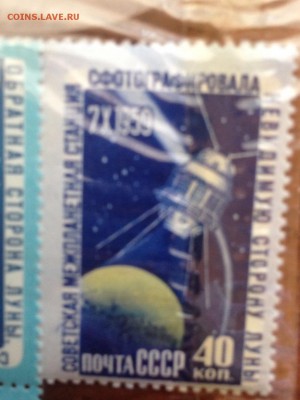 COINS.LAVE.RU
ОБРАТНАЯ СТОРОНА ЛУНЫ
СОВЕТСКАЯ МЕЖПЛАНЕТНАЯ СТАНЦИЯ
СФОТОГРАФИРОВАЛА
НЕВИДИМУЮ СТОРОНУ ЛУНЫ
7 X 1959
ПОЧТА СССР
40
КОП.